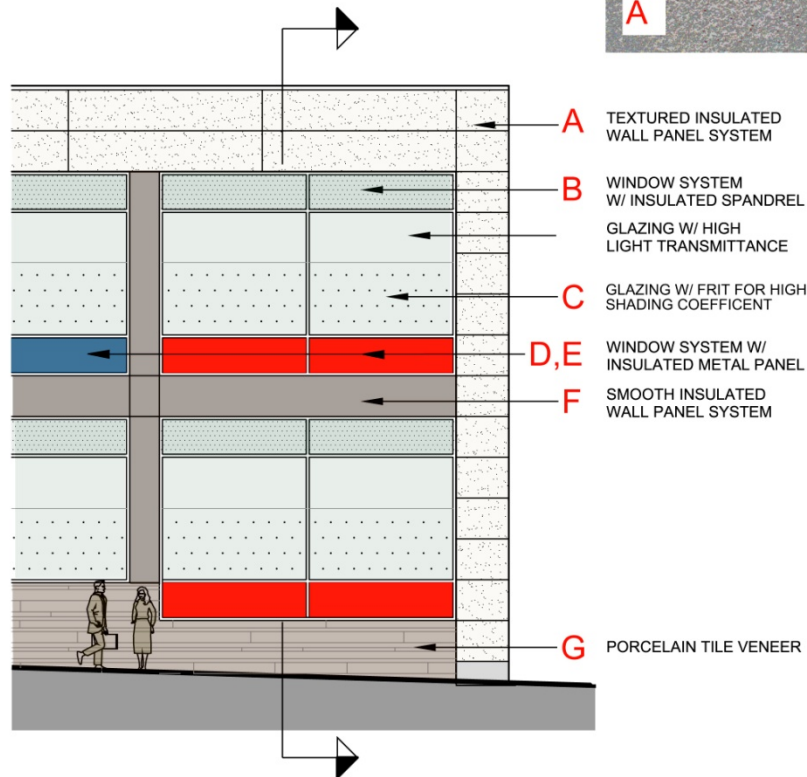 A
A TEXTURED INSULATED
WALL PANEL SYSTEM
B WINDOW SYSTEM
W/ INSULATED SPANDREL
GLAZING W/ HIGH
LIGHT TRANSMITTANCE
C GLAZING W/ FRIT FOR HIGH
SHADING COEFFICENT
D,E WINDOW SYSTEM W/
INSULATED METAL PANEL
F SMOOTH INSULATED
WALL PANEL SYSTEM
G PORCELAIN TILE VENEER